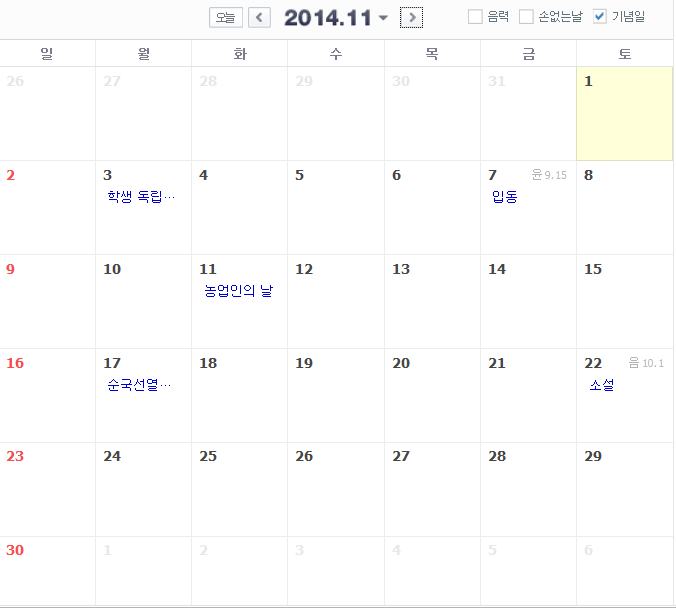 오늘 < 2014.11 > 음력 손없는날 기념일
일 월 화 수 목 금 토
26 27 28 29 30 31 1
2 3 4 5 6 7 윤 9.15 8
학생 독립… 입동
9 10 11 12 13 14 15
농업인의 날
16 17 18 19 20 21 22 음 10.1
순국선열… 소설
23 24 25 26 27 28 29
30 1 2 3 4 5 6